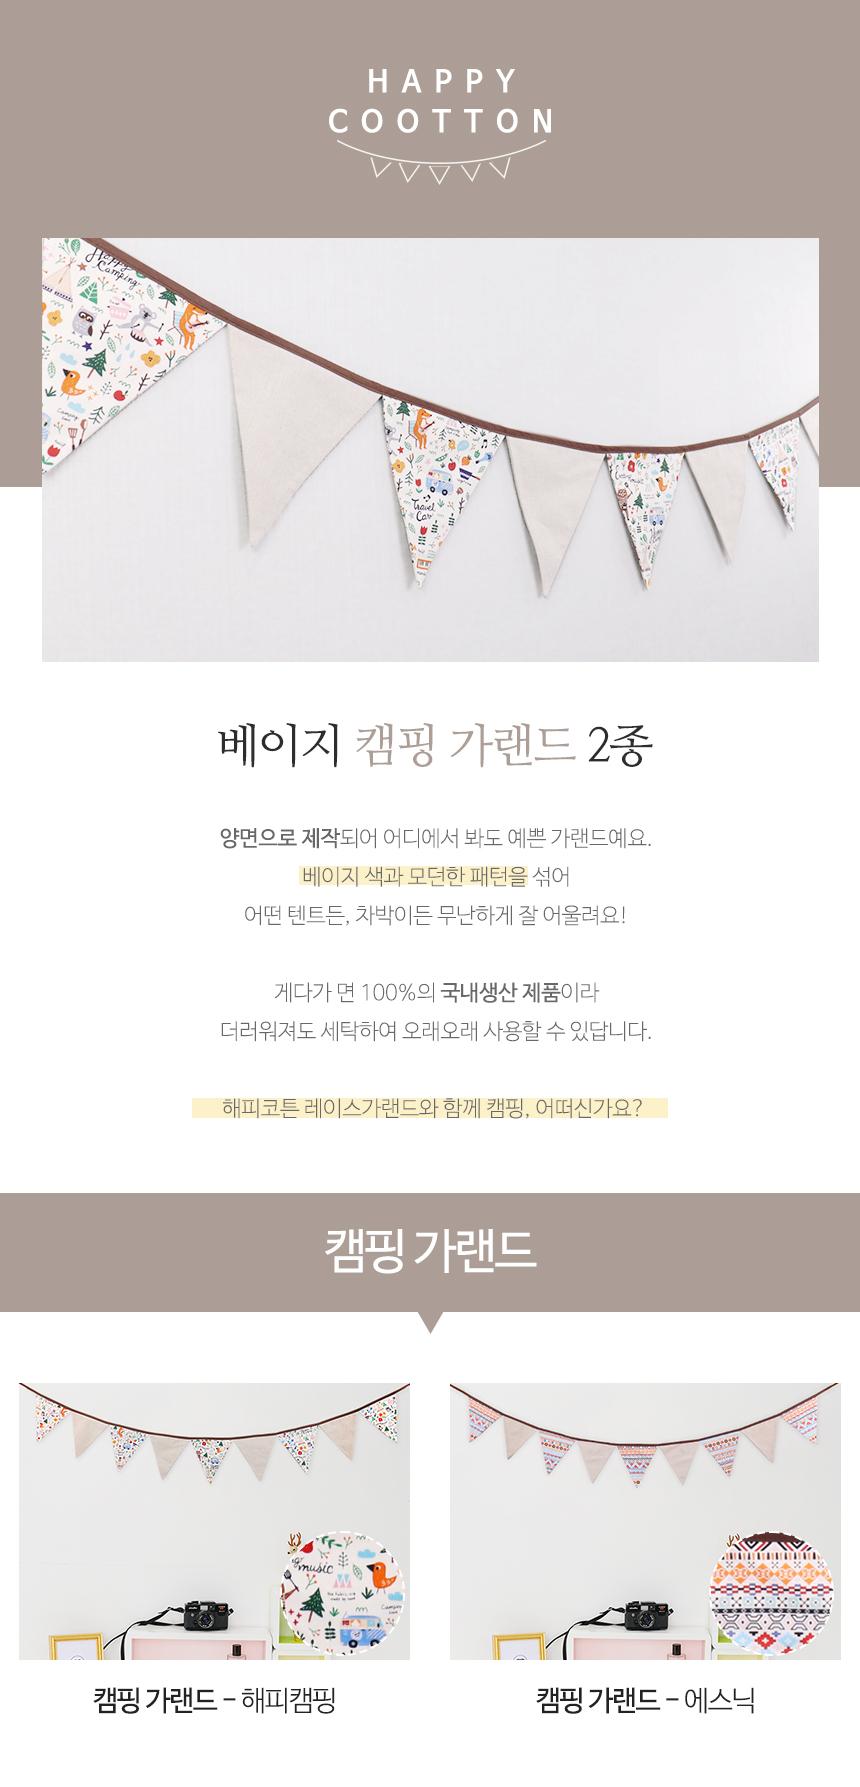 HAPPY
COOTTON
Happy
Camping
Camping
Travel
Car
베이지 캠핑 가랜드 2종
양면으로 제작되어 어디에서 봐도 예쁜 가랜드예요.
베이지 색과 모던한 패턴을 섞어
어떤 텐트든, 차박이든 무난하게 잘 어울려요!
게다가 면 100%의 국내생산 제품이라
더러워져도 세탁하여 오래오래 사용할 수 있답니다.
해피코튼 레이스가랜드와 함께 캠핑, 어떠신가요?
캠핑 가랜드
music
Camping
캠핑 가랜드 - 해피캠핑
캠핑 가랜드 - 에스닉